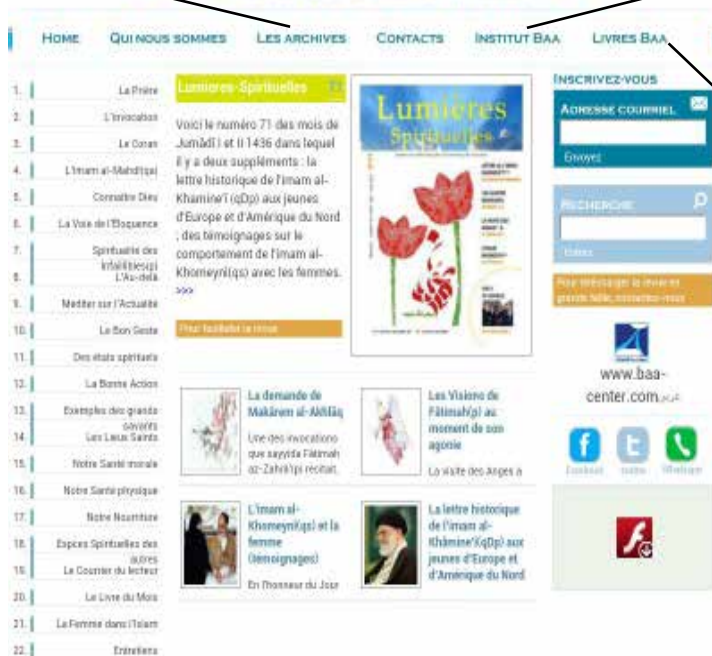 HOME QUI NOUS SOMMES LES ARCHIVES CONTACTS INSTITUT BAA LIVRES BAA
1. La Prière
2. L'invocation
3. Le Coran
4. L'Imam al-Mahdî(qa)
5. Connaître Dieu
6. La Voie de l'Eloquence
7. Spiritualité des Infaillibles(p)
8. L'Au-delà
9. Méditer sur l'Actualité
10. Le Bon Geste
11. Des états spirituels
12. La Bonne Action
13. Exemples des grands savants
14. Les Lieux Saints
15. Notre Santé morale
16. Notre Santé physique
17. Notre Nourriture
18. Expices Spirituelles des autres
19. Le Courrier du lecteur
20. Le Livre du Mois
21. La Femme dans l'Islam
22. Entretiens
Lumieres-Spirituelles 71
Voici le numéro 71 des mois de
Jumâdî I et II 1436 dans lequel
il y a deux suppléments : la
lettre historique de l'imam al-
Khamine'î (qDp) aux jeunes
d'Europe et d'Amérique du Nord
; des témoignages sur le
comportement de l'imam al-
Khomeynî(qs) avec les femmes.
>>>
Pour feuilleter la revue
Lumières
Spirituelles
La demande de
Makârem al-Akhlâq
Une des invocations
que sayyida Fâtimah
az-Zahrâ'(p) récitait,
Les Visions de
Fâtimah(p) au
moment de son
agonie
La visite des Anges a
L'imam al-
Khomeynî(qs) et la
femme
(témoignages)
En l'honneur du Jour
La lettre historique
de l'imam al-
Khâmine'î(qDp) aux
jeunes d'Europe et
d'Amérique du Nord
INSCRIVEZ-VOUS
ADRESSE COURRIEL
Envoyez
RECHERCHE
Pour télécharger la revue en
grande taille, contactez-nous
www.baa-
center.com
Facebook twitter Whatsapp